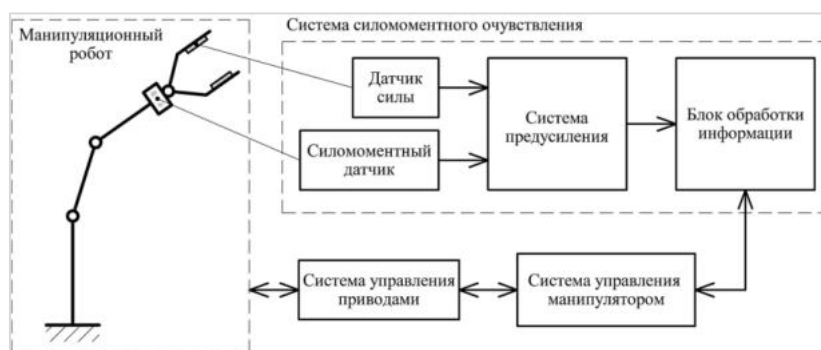 Система силомоментного очувствления
Манипуляционный
робот
Датчик
силы
Силомоментный
датчик
Система
предусиления
Блок обработки
информации
Система управления
приводами
Система управления
манипулятором